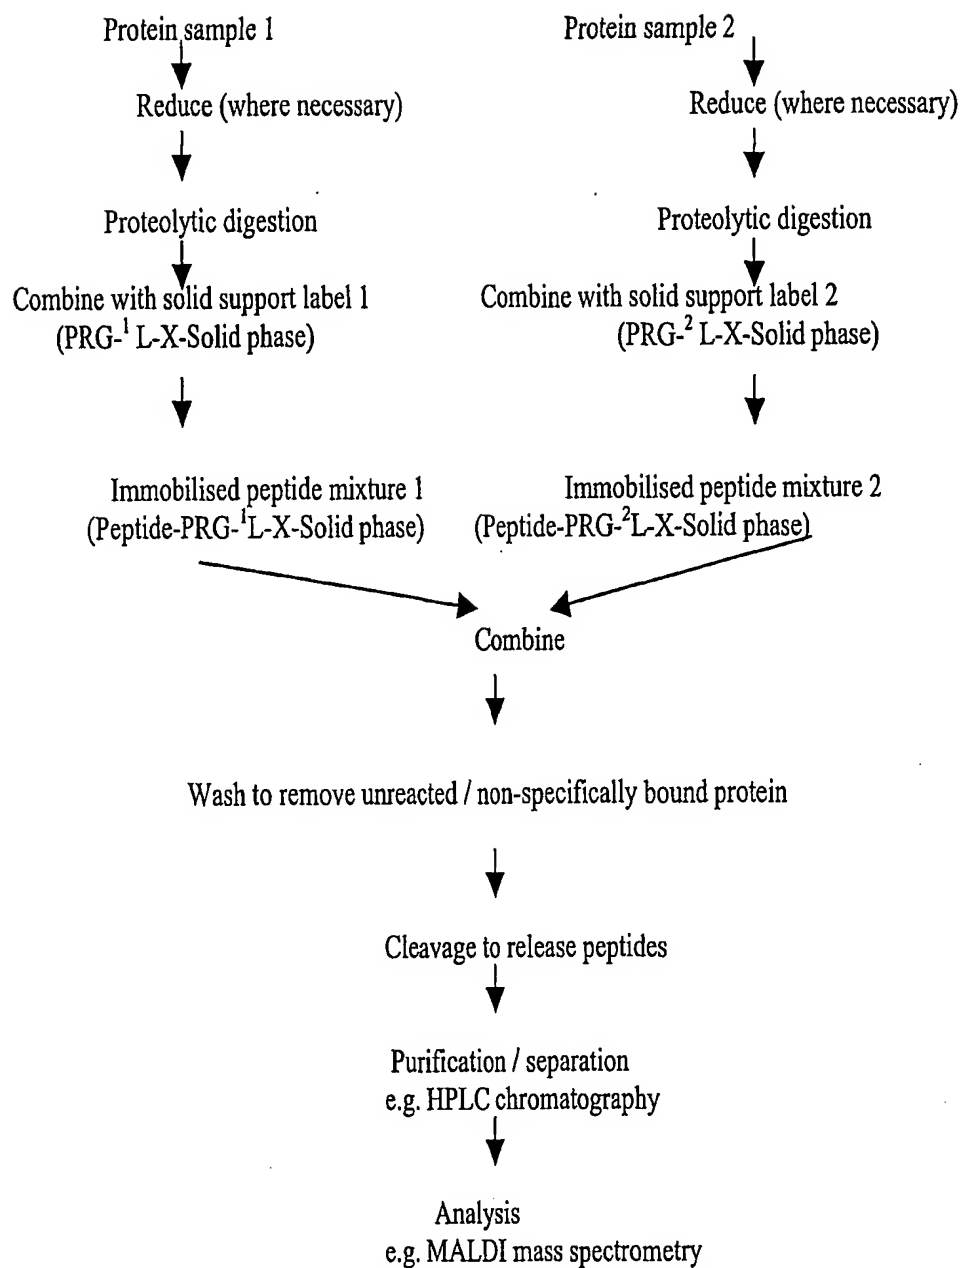 Protein sample 1
Protein sample 2
Reduce (where necessary)
Reduce (where necessary)
Proteolytic digestion
Proteolytic digestion
Combine with solid support label 1
(PRG-¹ L-X-Solid phase)
Combine with solid support label 2
(PRG-² L-X-Solid phase)
Immobilised peptide mixture 1
(Peptide-PRG-¹L-X-Solid phase)
Immobilised peptide mixture 2
(Peptide-PRG-²L-X-Solid phase)
Combine
Wash to remove unreacted / non-specifically bound protein
Cleavage to release peptides
Purification / separation
e.g. HPLC chromatography
Analysis
e.g. MALDI mass spectrometry